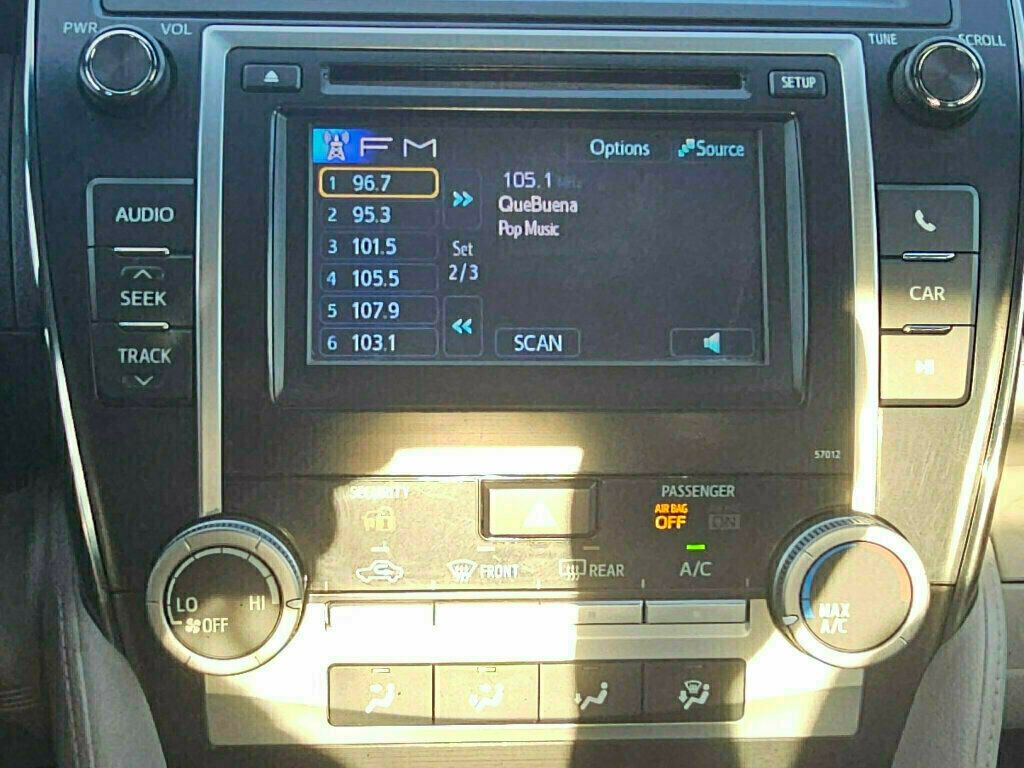 PWR VOL
TUNE SCROLL
SETUP
FM Options Source
1 96.7
2 95.3
3 101.5
4 105.5
5 107.9
6 103.1
Set
2/3
105.1 MHz
QueBuena
Pop Music
SCAN
AUDIO
SEEK
TRACK
CAR
57012
SECURITY
PASSENGER
AIR BAG
OFF ON
FRONT
REAR
A/C
LO HI
OFF
MAX
A/C